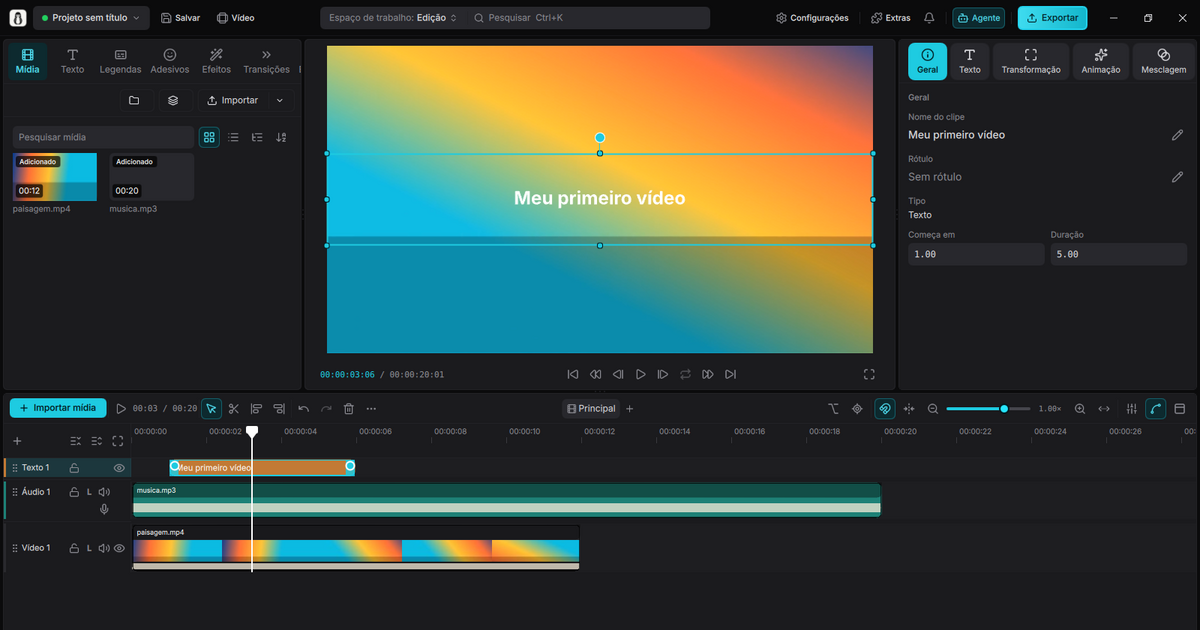 Projeto sem título
Salvar
Vídeo
Espaço de trabalho: Edição
Pesquisar Ctrl+K
Configurações
Extras
Agente
Exportar
Mídia
Texto
Legendas
Adesivos
Efeitos
Transições
Importar
Pesquisar mídia
Adicionado
00:12
paisagem.mp4
Adicionado
00:20
musica.mp3
Meu primeiro vídeo
00:00:03:06 / 00:00:20:01
Geral
Texto
Transformação
Animação
Mesclagem
Geral
Nome do clipe
Meu primeiro vídeo
Rótulo
Sem rótulo
Tipo
Texto
Começa em
Duração
1.00
5.00
Importar mídia
00:03 / 00:20
Principal
1.00×
00:00:00
00:00:02
00:00:04
00:00:06
00:00:08
00:00:10
00:00:12
00:00:14
00:00:16
00:00:18
00:00:20
00:00:22
00:00:24
00:00:26
Texto 1
Meu primeiro vídeo
Áudio 1
L
musica.mp3
Vídeo 1
L
paisagem.mp4